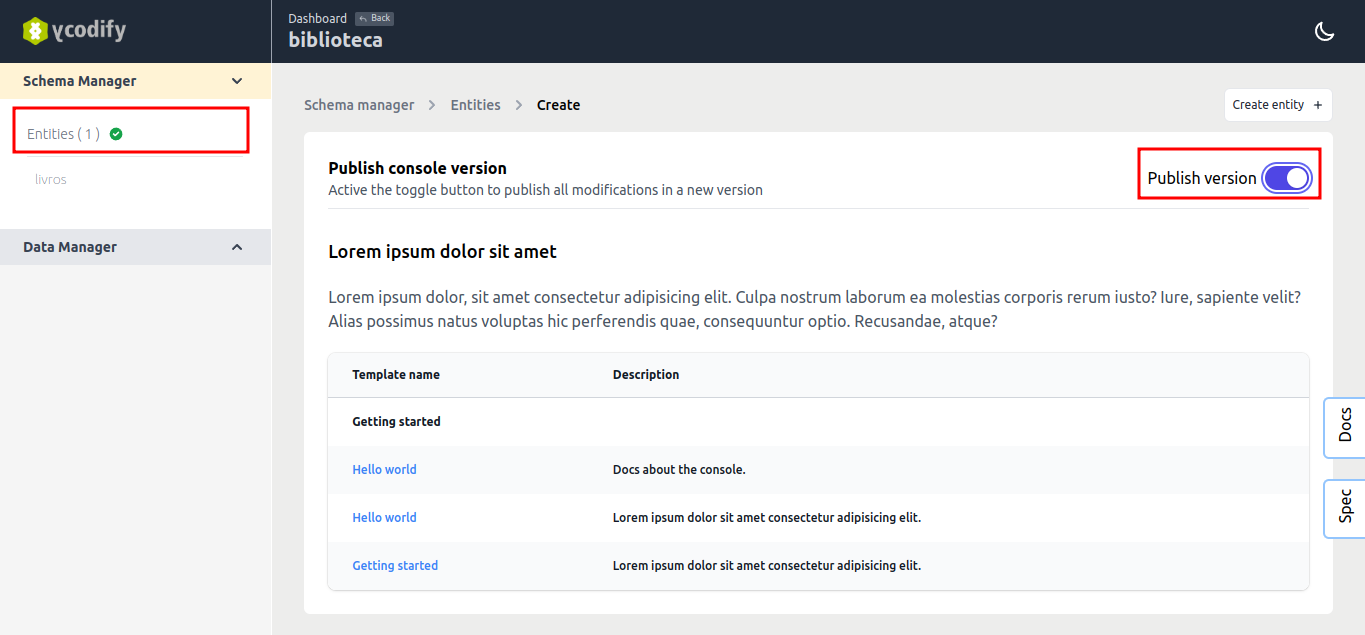 ycodify
Dashboard Back
biblioteca
Schema Manager
Entities ( 1 )
livros
Data Manager
Schema manager > Entities > Create
Create entity +
Publish console version
Active the toggle button to publish all modifications in a new version
Publish version
Lorem ipsum dolor sit amet
Lorem ipsum dolor, sit amet consectetur adipisicing elit. Culpa nostrum laborum ea molestias corporis rerum iusto? Iure, sapiente velit?
Alias possimus natus voluptas hic perferendis quae, consequuntur optio. Recusandae, atque?
Template name Description
Getting started
Hello world Docs about the console.
Hello world Lorem ipsum dolor sit amet consectetur adipisicing elit.
Getting started Lorem ipsum dolor sit amet consectetur adipisicing elit.
Docs
Spec